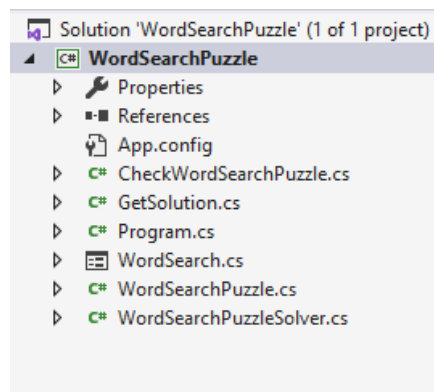 Solution 'WordSearchPuzzle' (1 of 1 project)
C# WordSearchPuzzle
Properties
References
App.config
C# CheckWordSearchPuzzle.cs
C# GetSolution.cs
C# Program.cs
WordSearch.cs
C# WordSearchPuzzle.cs
C# WordSearchPuzzleSolver.cs